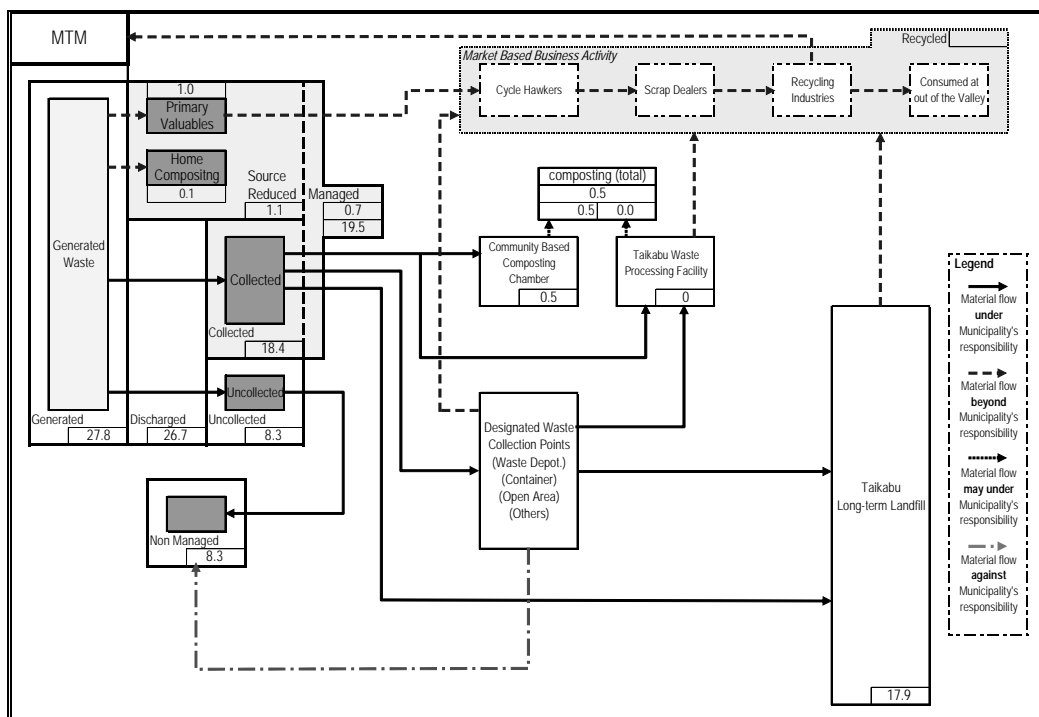 MTM
Recycled
Market Based Business Activity
Cycle Hawkers
Scrap Dealers
Recycling
Industries
Consumed at
out of the Valley
1.0
Primary
Valuables
Home
Compositng
0.1
Source
Reduced
1.1
Managed
0.7
19.5
composting (total)
0.5
0.5
0.0
Generated
Waste
Collected
Collected
18.4
Community Based
Composting
Chamber
0.5
Taikabu Waste
Processing Facility
0
Uncollected
Generated
27.8
Discharged
26.7
Uncollected
8.3
Designated Waste
Collection Points
(Waste Depot.)
(Container)
(Open Area)
(Others)
Non Managed
8.3
Taikabu
Long-term Landfill
17.9
Legend
Material flow
under
Municipality's
responsibility
Material flow
beyond
Municipality's
responsibility
Material flow
may under
Municipality's
responsibility
Material flow
against
Municipality's
responsibility